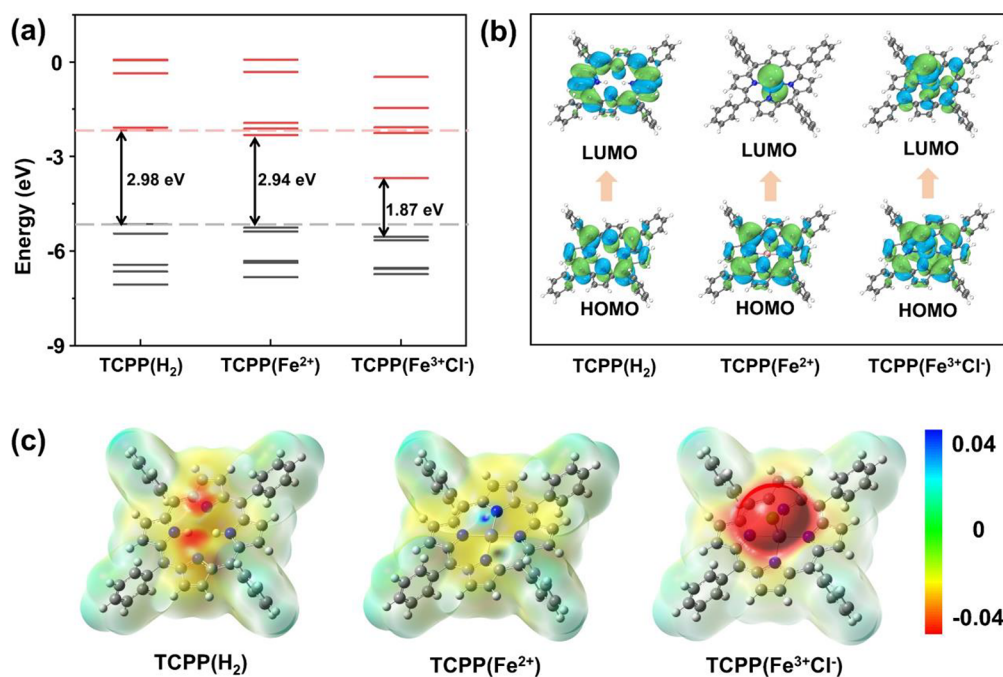 (a)
Energy (eV)
0
-3
-6
-9
2.98 eV
2.94 eV
1.87 eV
TCPP(H₂) TCPP(Fe²⁺) TCPP(Fe³⁺Cl⁻)
(b)
LUMO LUMO LUMO
HOMO HOMO HOMO
TCPP(H₂) TCPP(Fe²⁺) TCPP(Fe³⁺Cl⁻)
(c)
0.04
0
-0.04
TCPP(H₂) TCPP(Fe²⁺) TCPP(Fe³⁺Cl⁻)